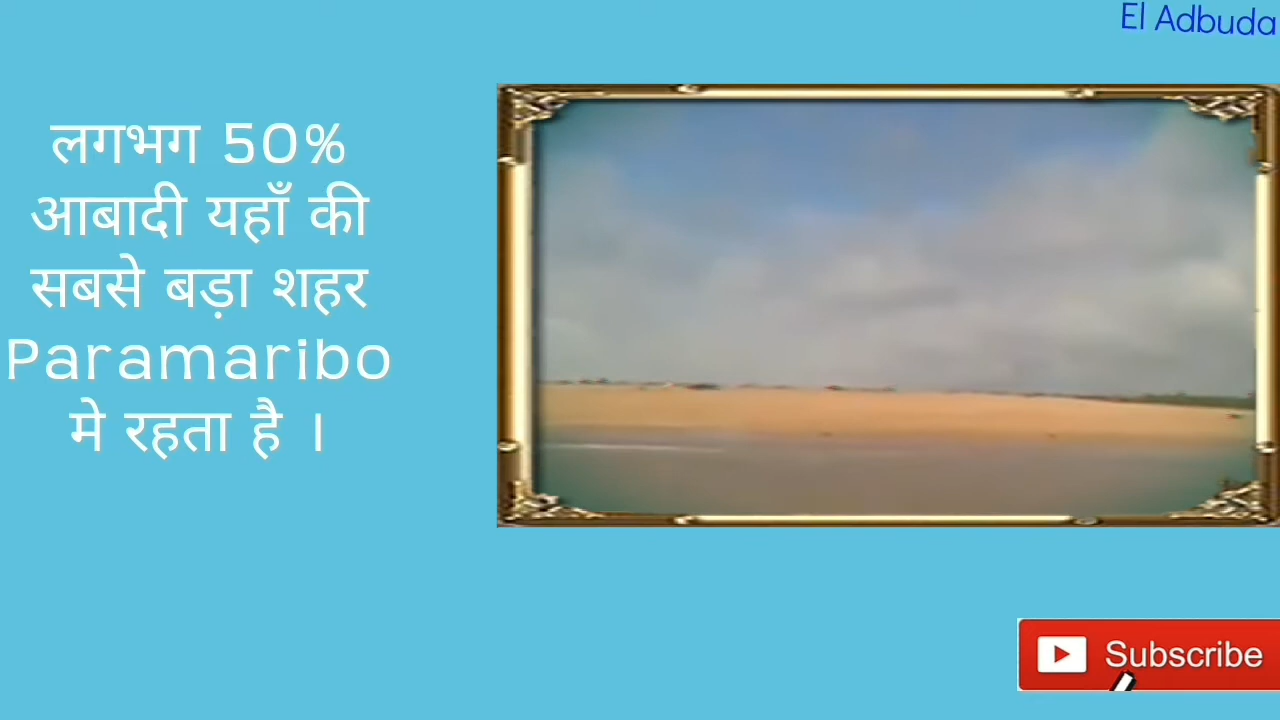 El Adbuda
लगभग 50%
आबादी यहाँ की
सबसे बड़ा शहर
Paramaribo
मे रहता है ।
Subscribe